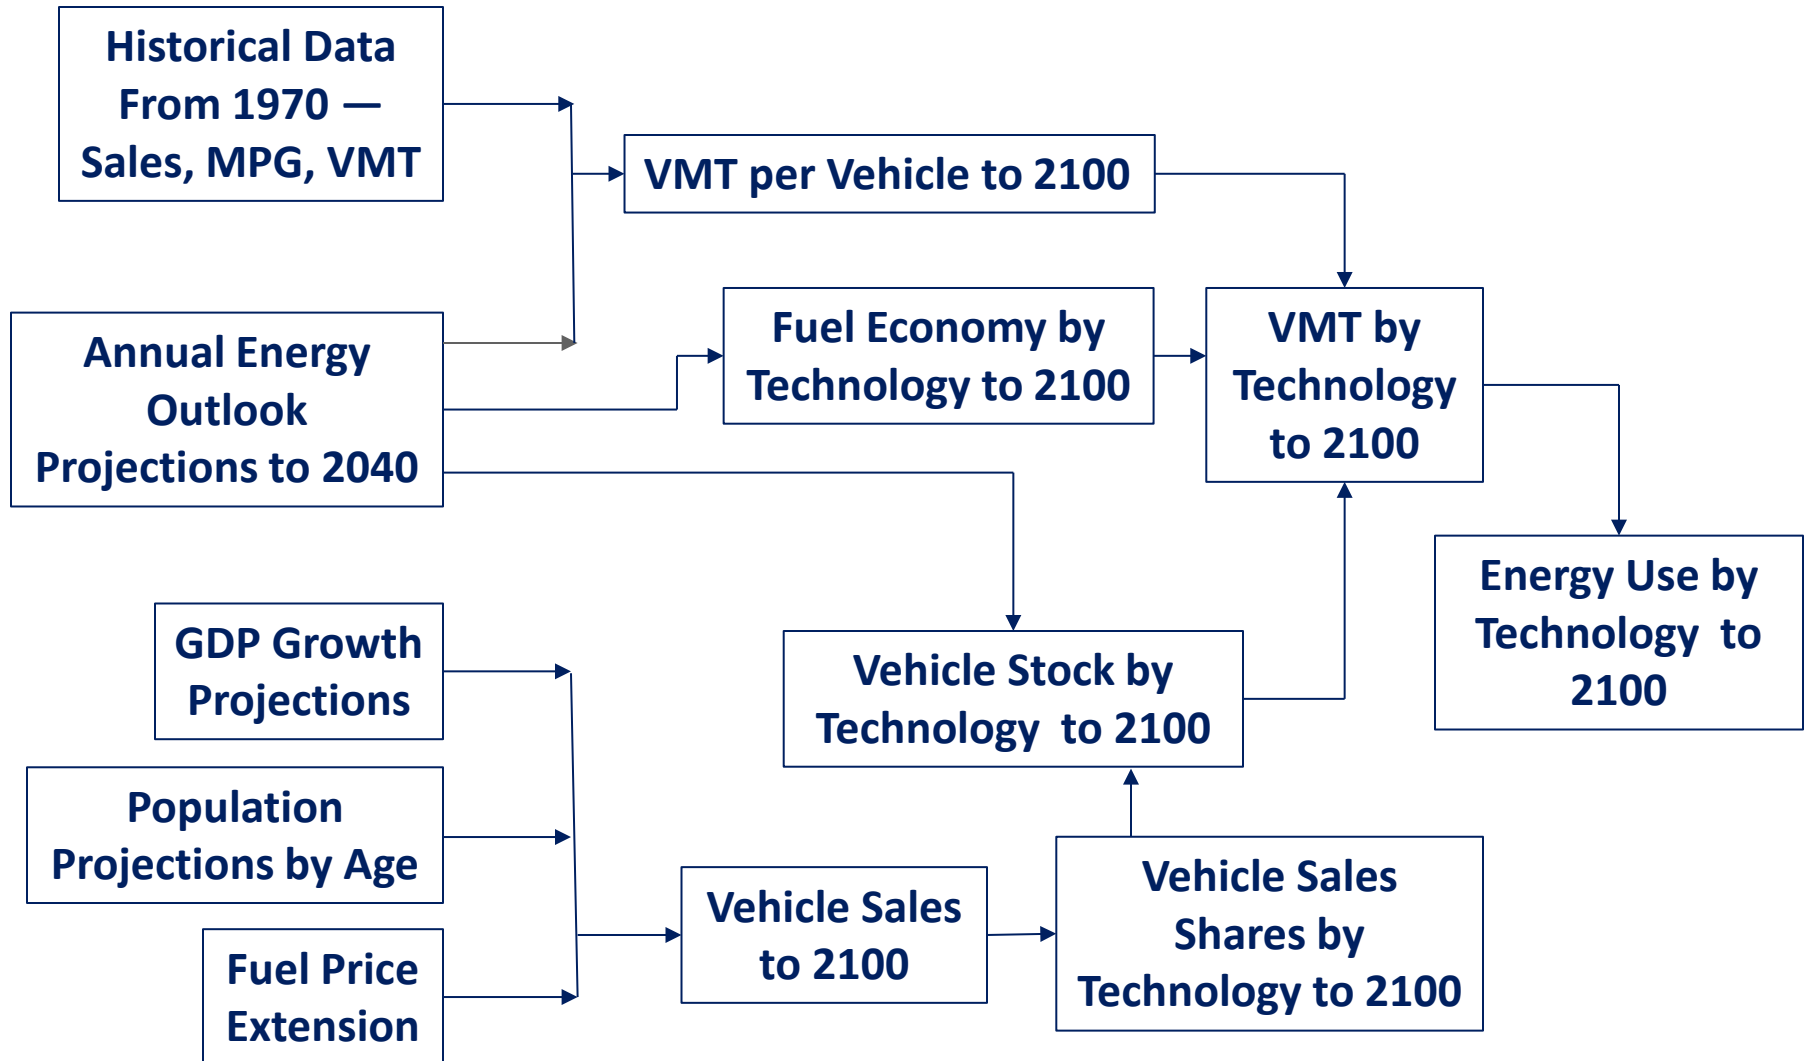 Historical Data
From 1970 —
Sales, MPG, VMT
VMT per Vehicle to 2100
Annual Energy
Outlook
Projections to 2040
Fuel Economy by
Technology to 2100
VMT by
Technology
to 2100
Energy Use by
Technology  to
2100
GDP Growth
Projections
Vehicle Stock by
Technology  to 2100
Population
Projections by Age
Vehicle Sales
to 2100
Vehicle Sales
Shares by
Technology to 2100
Fuel Price
Extension